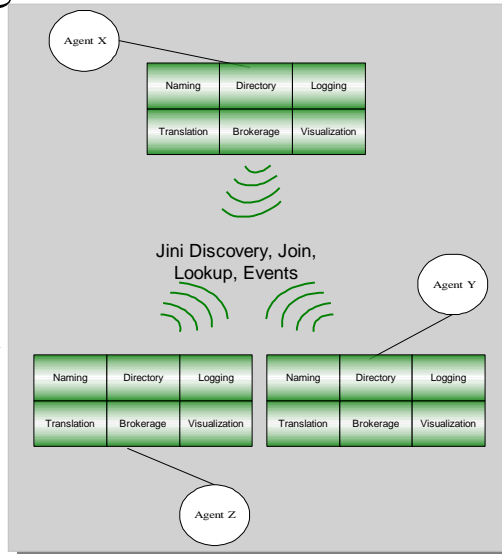 Agent X
Naming Directory Logging
Translation Brokerage Visualization
Jini Discovery, Join,
Lookup, Events
Agent Y
Naming Directory Logging Naming Directory Logging
Translation Brokerage Visualization Translation Brokerage Visualization
Agent Z